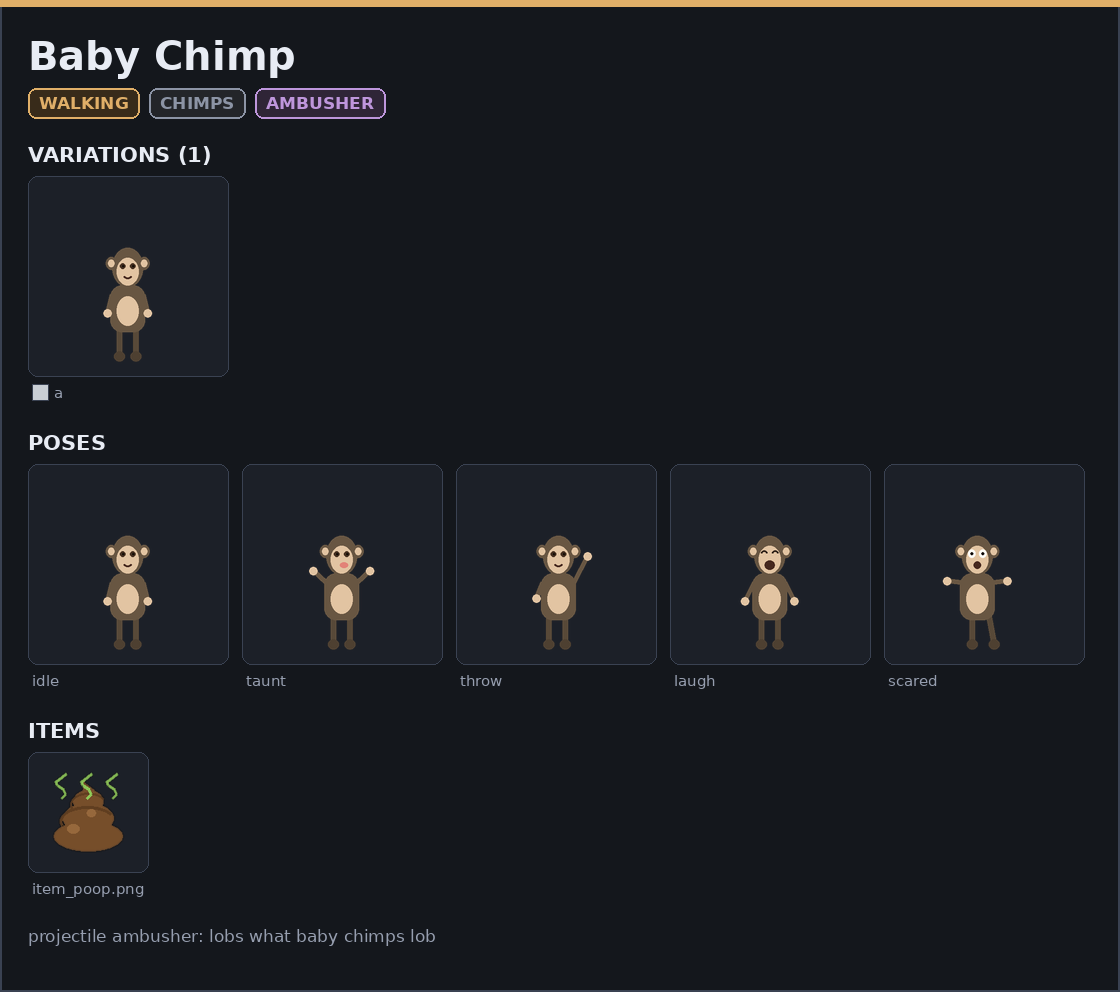 Baby Chimp
WALKING CHIMPS AMBUSHER
VARIATIONS (1)
a
POSES
idle taunt throw laugh scared
ITEMS
item_poop.png
projectile ambusher: lobs what baby chimps lob